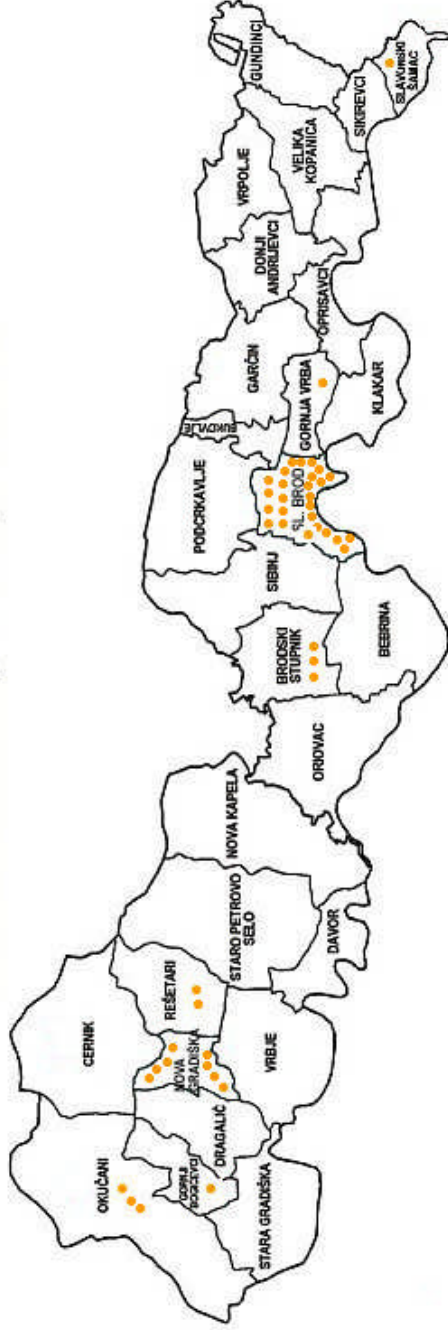 OKUČANI
CERNIK
GORNJI
BOGIĆEVCI
DRAGALIĆ
STARA GRADIŠKA
NOVA
GRADIŠKA
REŠETARI
VRBJE
STARO PETROVO
SELO
DAVOR
NOVA KAPELA
ORIOVAC
BRODSKI
STUPNIK
BEBRINA
SIBINJ
PODCRKAVLJE
SL. BROD
BUKOVLJE
GARČIN
GORNJA VRBA
KLAKAR
OPRISAVCI
DONJI
ANDRIJEVCI
VRPOLJE
VELIKA
KOPANICA
GUNDINCI
SIKIREVCI
SLAVONSKI
ŠAMAC